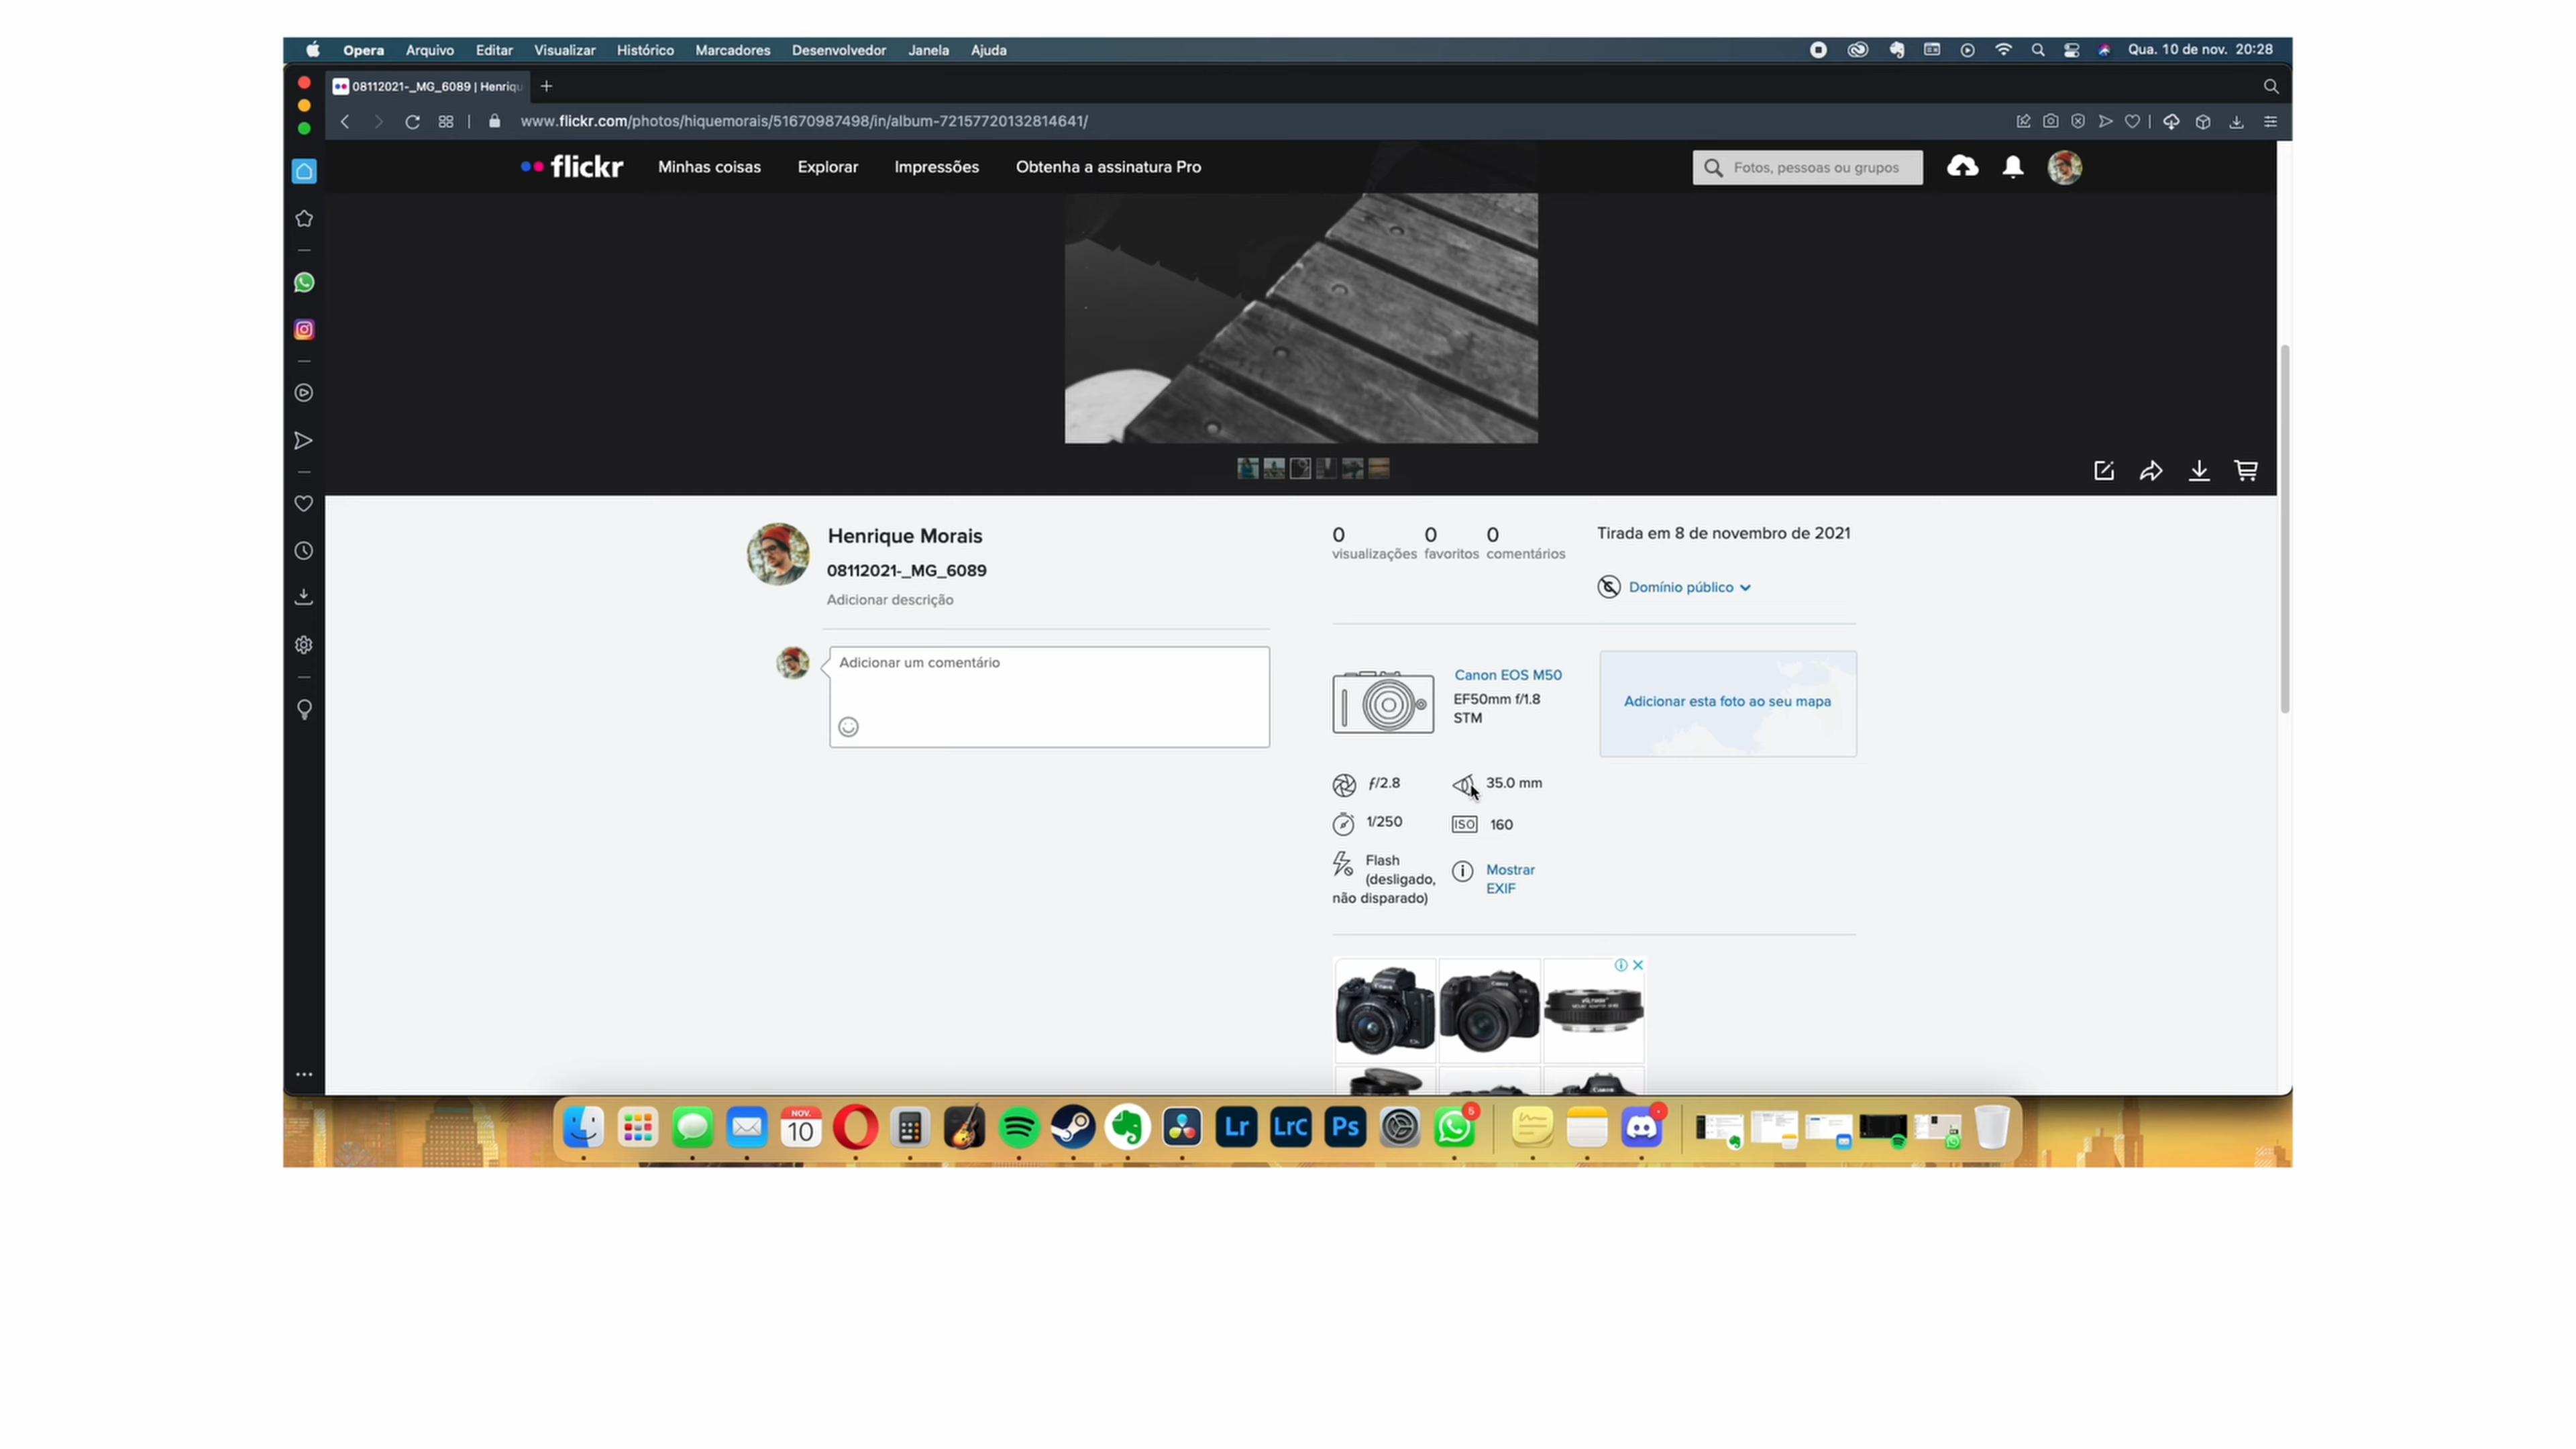 Opera Arquivo Editar Visualizar Histórico Marcadores Desenvolvedor Janela Ajuda Qua. 10 de nov. 20:28
08112021-_MG_6089 | Henriqu
www.flickr.com/photos/hiquemorais/51670987498/in/album-72157720132814641/
flickr Minhas coisas Explorar Impressões Obtenha a assinatura Pro Fotos, pessoas ou grupos
Henrique Morais
08112021-_MG_6089
Adicionar descrição
Adicionar um comentário
0 0 0
visualizações favoritos comentários
Tirada em 8 de novembro de 2021
Domínio público
Canon EOS M50
EF50mm f/1.8
STM
Adicionar esta foto ao seu mapa
ƒ/2.8 35.0 mm
1/250 ISO 160
Flash
(desligado,
não disparado)
Mostrar
EXIF
NOV.
10
Lr LrC Ps
5